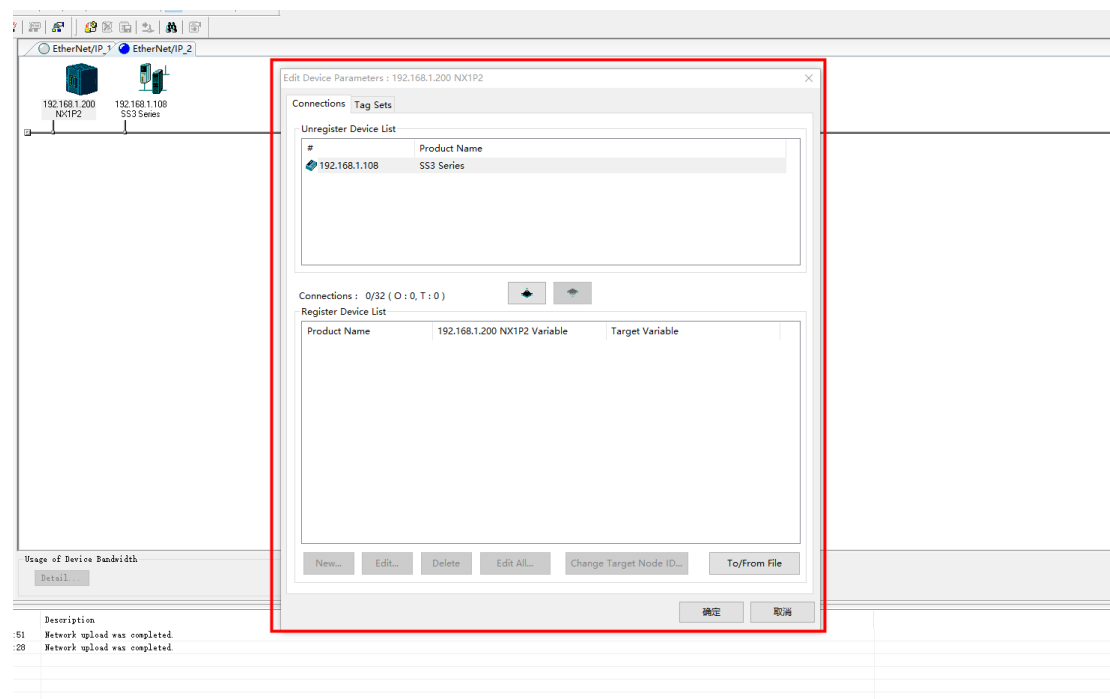 EtherNet/IP_1 EtherNet/IP_2
192.168.1.200 192.168.1.108
NX1P2 SS3 Series
Edit Device Parameters : 192.168.1.200 NX1P2
Connections Tag Sets
Unregister Device List
# Product Name
192.168.1.108 SS3 Series
Connections : 0/32 ( O : 0, T : 0 )
Register Device List
Product Name 192.168.1.200 NX1P2 Variable Target Variable
New... Edit... Delete Edit All... Change Target Node ID... To/From File
确定 取消
Usage of Device Bandwidth
Detail...
Description
:51 Network upload was completed.
:28 Network upload was completed.